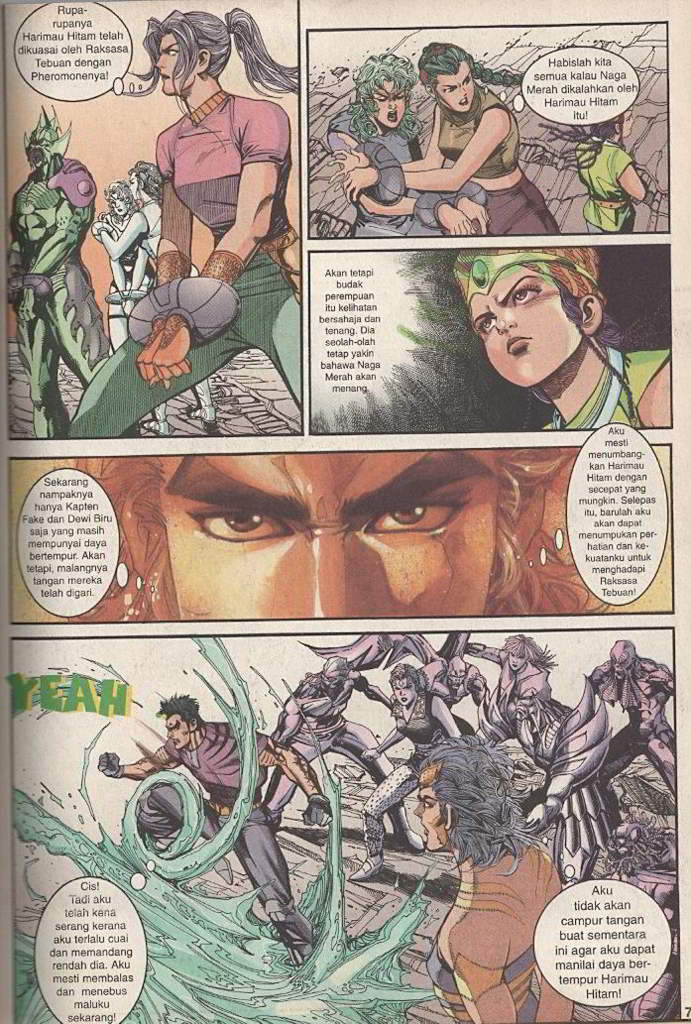 Rupa-
rupanya
Harimau Hitam telah
dikuasai oleh Raksasa
Tebuan dengan
Pheromonenya!
Habislah kita
semua kalau Naga
Merah dikalahkan oleh
Harimau Hitam
itu!
Akan tetapi
budak
perempuan
itu kelihatan
bersahaja dan
tenang. Dia
seolah-olah
tetap yakin
bahawa Naga
Merah akan
menang.
Sekarang
nampaknya
hanya Kapten
Fake dan Dewi Biru
saja yang masih
mempunyai daya
bertempur. Akan
tetapi, malangnya
tangan mereka
telah digari.
Aku
mesti
menumbang-
kan Harimau
Hitam dengan
secepat yang
mungkin. Selepas
itu, barulah aku
akan dapat
menumpukan per-
hatian dan ke-
kuatanku untuk
menghadapi
Raksasa
Tebuan!
YEAH
Cis!
Tadi aku
telah kena
serang kerana
aku terlalu cuai
dan memandang
rendah dia. Aku
mesti membalas
dan menebus
maluku
sekarang!
Aku
tidak akan
campur tangan
buat sementara
ini agar aku dapat
manilai daya ber-
tempur Harimau
Hitam!
7